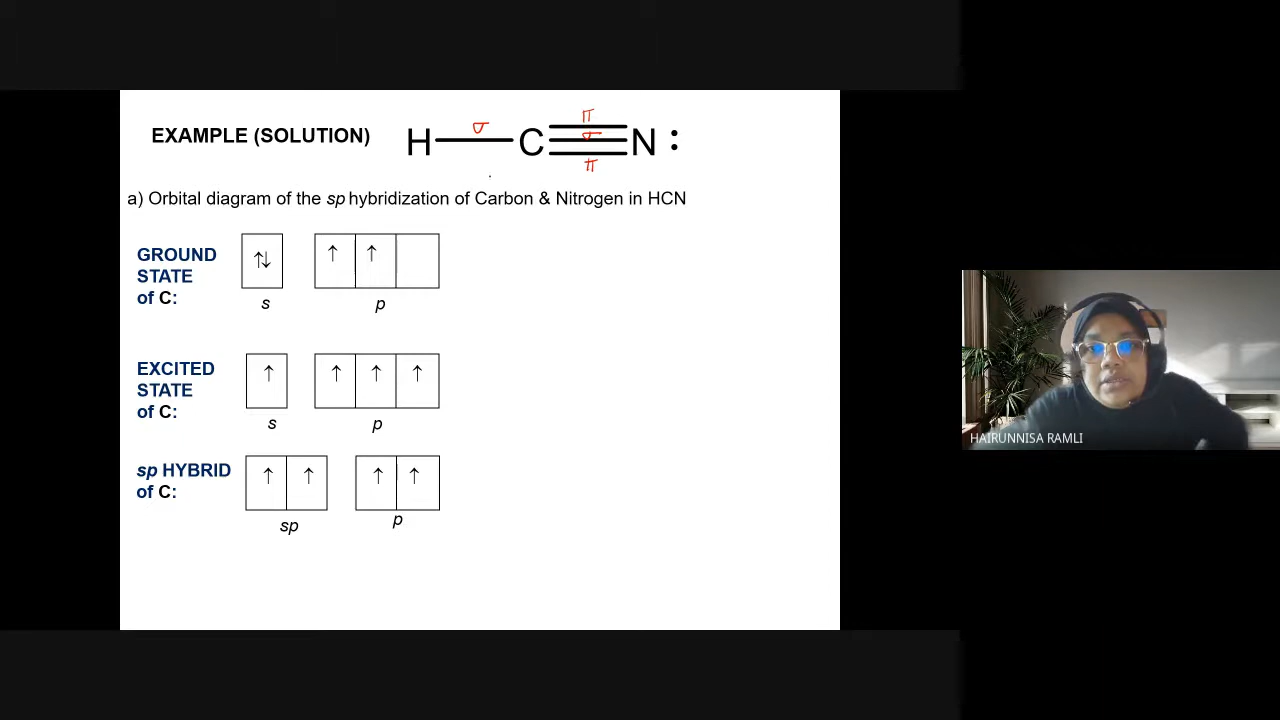 EXAMPLE (SOLUTION)
σ
π
H C N :
σ
π
a) Orbital diagram of the sp hybridization of Carbon & Nitrogen in HCN
GROUND
STATE
of C:
↑↓ ↑ ↑
s p
EXCITED
STATE
of C:
↑ ↑ ↑ ↑
s p
sp HYBRID
of C:
↑ ↑ ↑ ↑
sp p
HAIRUNNISA RAMLI